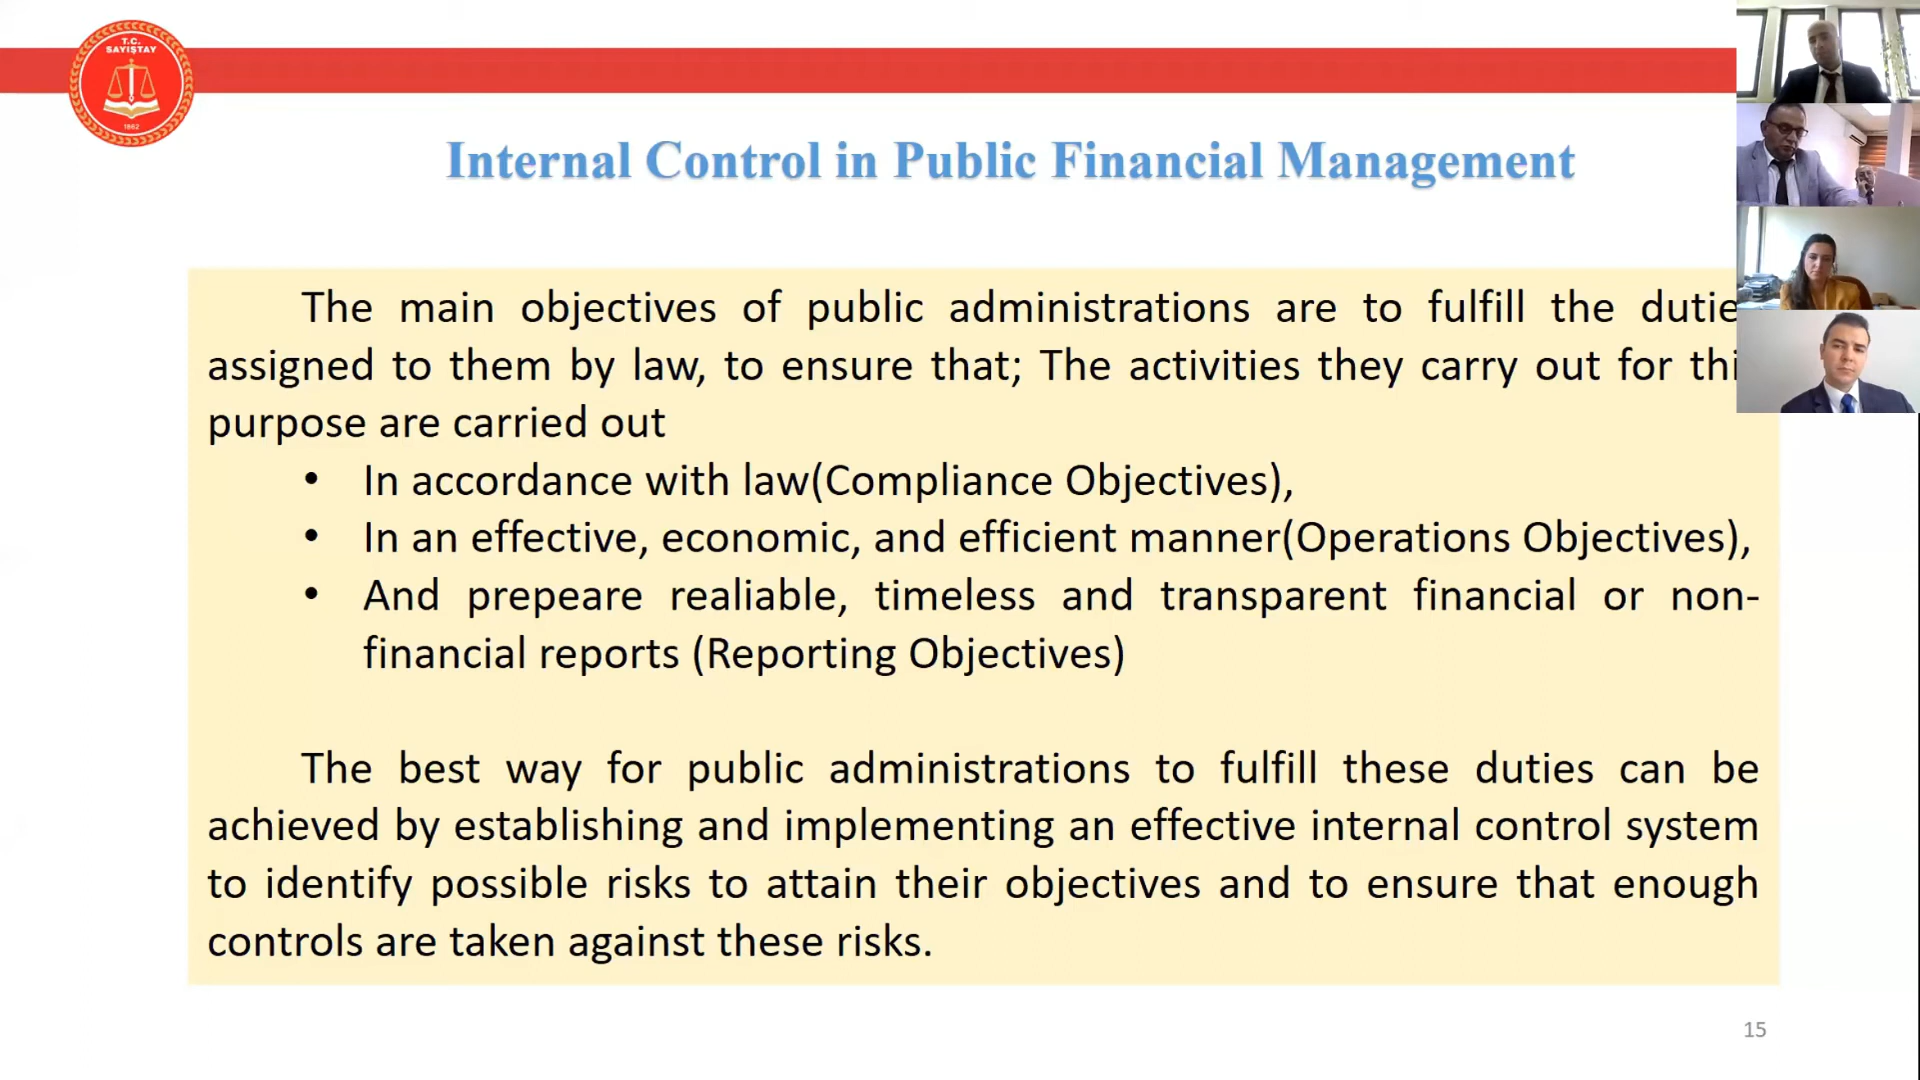 T.C.
SAYIŞTAY
1862
Internal Control in Public Financial Management
The main objectives of public administrations are to fulfill the dutie
assigned to them by law, to ensure that; The activities they carry out for thi
purpose are carried out
• In accordance with law(Compliance Objectives),
• In an effective, economic, and efficient manner(Operations Objectives),
• And prepeare realiable, timeless and transparent financial or non-
financial reports (Reporting Objectives)
The best way for public administrations to fulfill these duties can be
achieved by establishing and implementing an effective internal control system
to identify possible risks to attain their objectives and to ensure that enough
controls are taken against these risks.
15